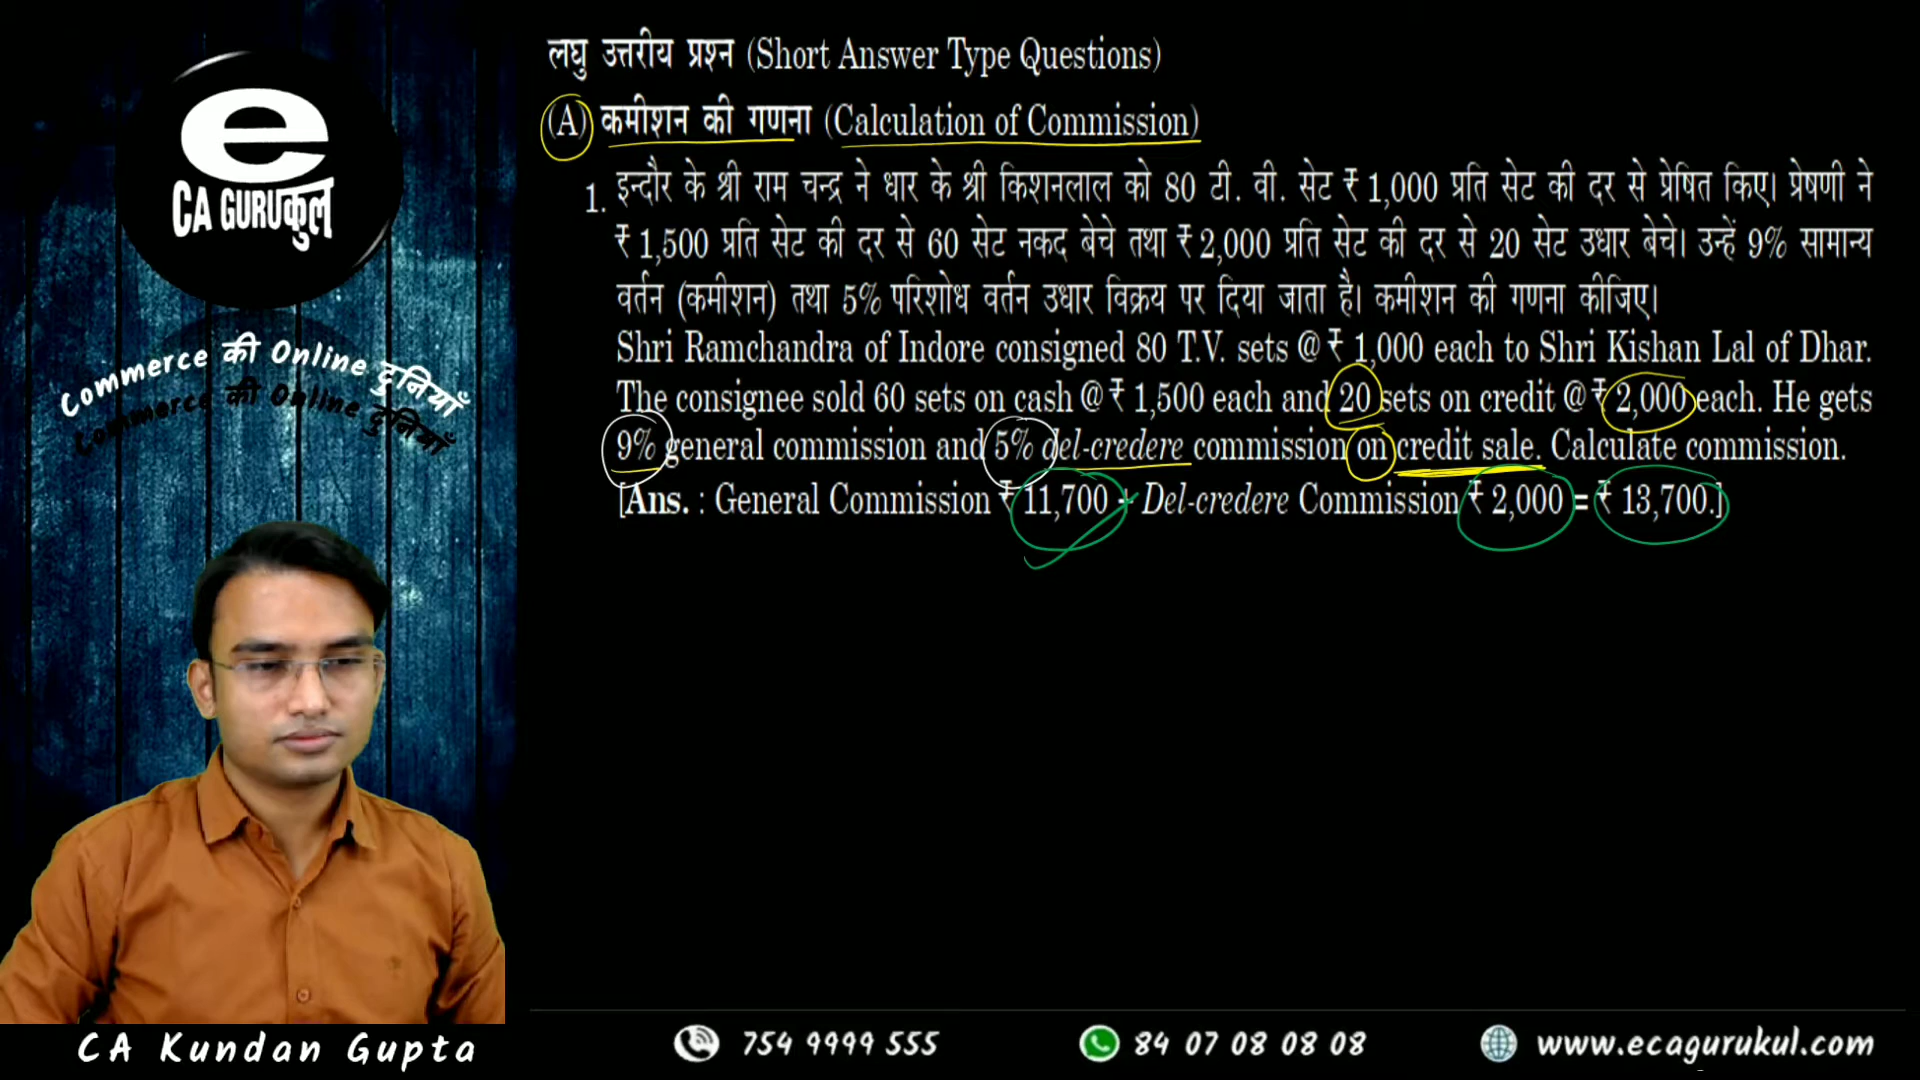 e
CA GURUकुल
Commerce की Online दुनियाँ
Commerce की Online दुनियाँ
लघु उत्तरीय प्रश्न (Short Answer Type Questions)
(A) कमीशन की गणना (Calculation of Commission)
1. इन्दौर के श्री राम चन्द्र ने धार के श्री किशनलाल को 80 टी. वी. सेट ₹ 1,000 प्रति सेट की दर से प्रेषित किए। प्रेषणी ने
₹ 1,500 प्रति सेट की दर से 60 सेट नकद बेचे तथा ₹ 2,000 प्रति सेट की दर से 20 सेट उधार बेचे। उन्हें 9% सामान्य
वर्तन (कमीशन) तथा 5% परिशोध वर्तन उधार विक्रय पर दिया जाता है। कमीशन की गणना कीजिए।
Shri Ramchandra of Indore consigned 80 T.V. sets @ ₹ 1,000 each to Shri Kishan Lal of Dhar.
The consignee sold 60 sets on cash @ ₹ 1,500 each and 20 sets on credit @ ₹ 2,000 each. He gets
9% general commission and 5% del-credere commission on credit sale. Calculate commission.
[Ans. : General Commission ₹ 11,700 + Del-credere Commission ₹ 2,000 = ₹ 13,700.]
CA Kundan Gupta
754 9999 555
84 07 08 08 08
www.ecagurukul.com